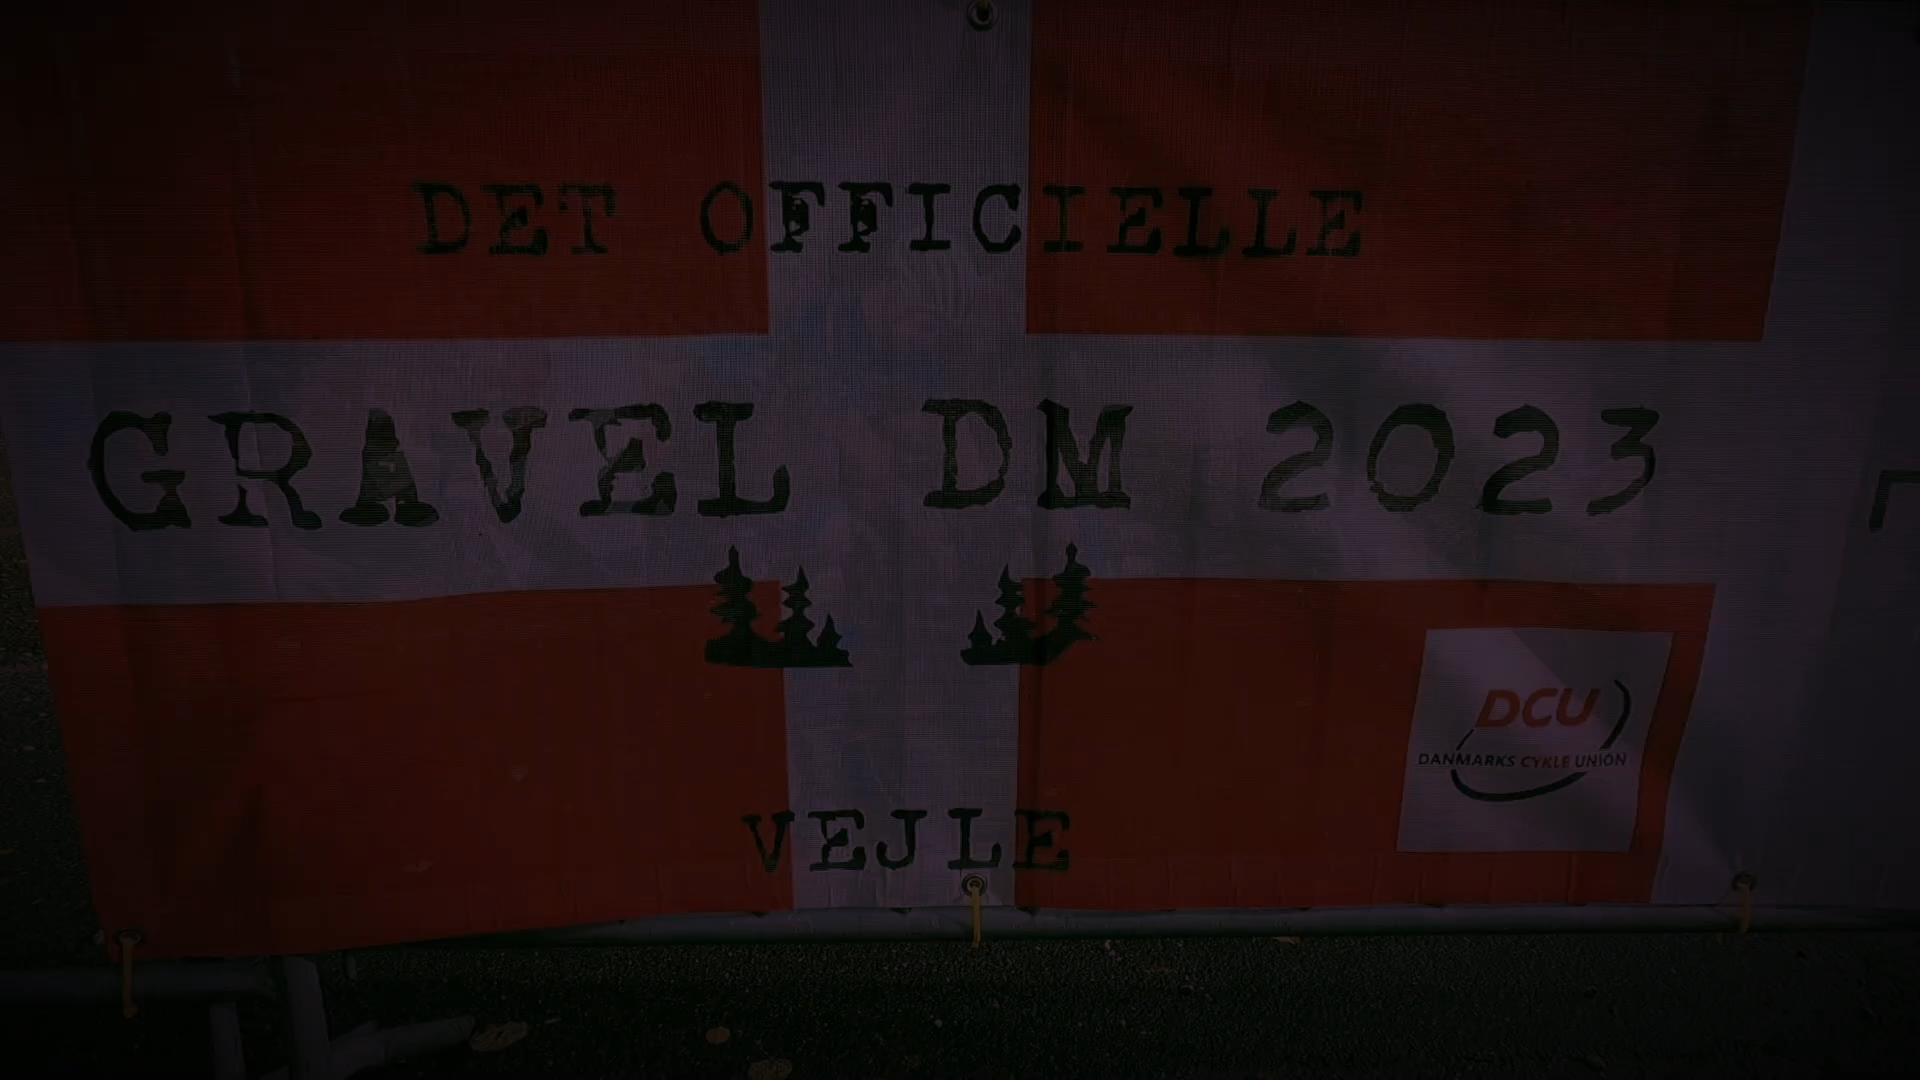 DET OFFICIELLE
GRAVEL DM 2023
DCU
DANMARKS CYKLE UNION
VEJLE